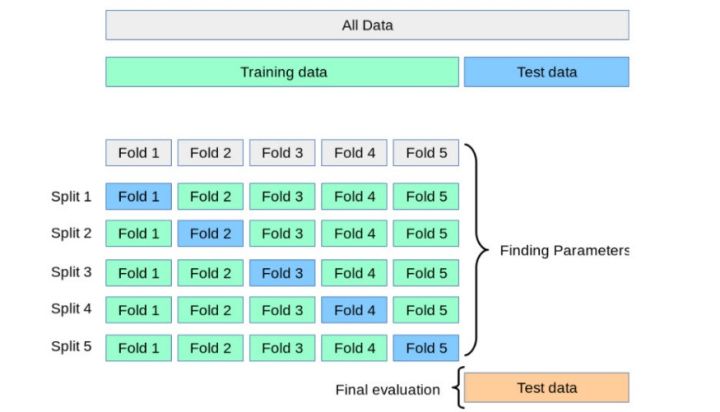 All Data
Training data Test data
Fold 1 Fold 2 Fold 3 Fold 4 Fold 5
Split 1 Fold 1 Fold 2 Fold 3 Fold 4 Fold 5
Split 2 Fold 1 Fold 2 Fold 3 Fold 4 Fold 5
Finding Parameters
Split 3 Fold 1 Fold 2 Fold 3 Fold 4 Fold 5
Split 4 Fold 1 Fold 2 Fold 3 Fold 4 Fold 5
Split 5 Fold 1 Fold 2 Fold 3 Fold 4 Fold 5
Final evaluation Test data